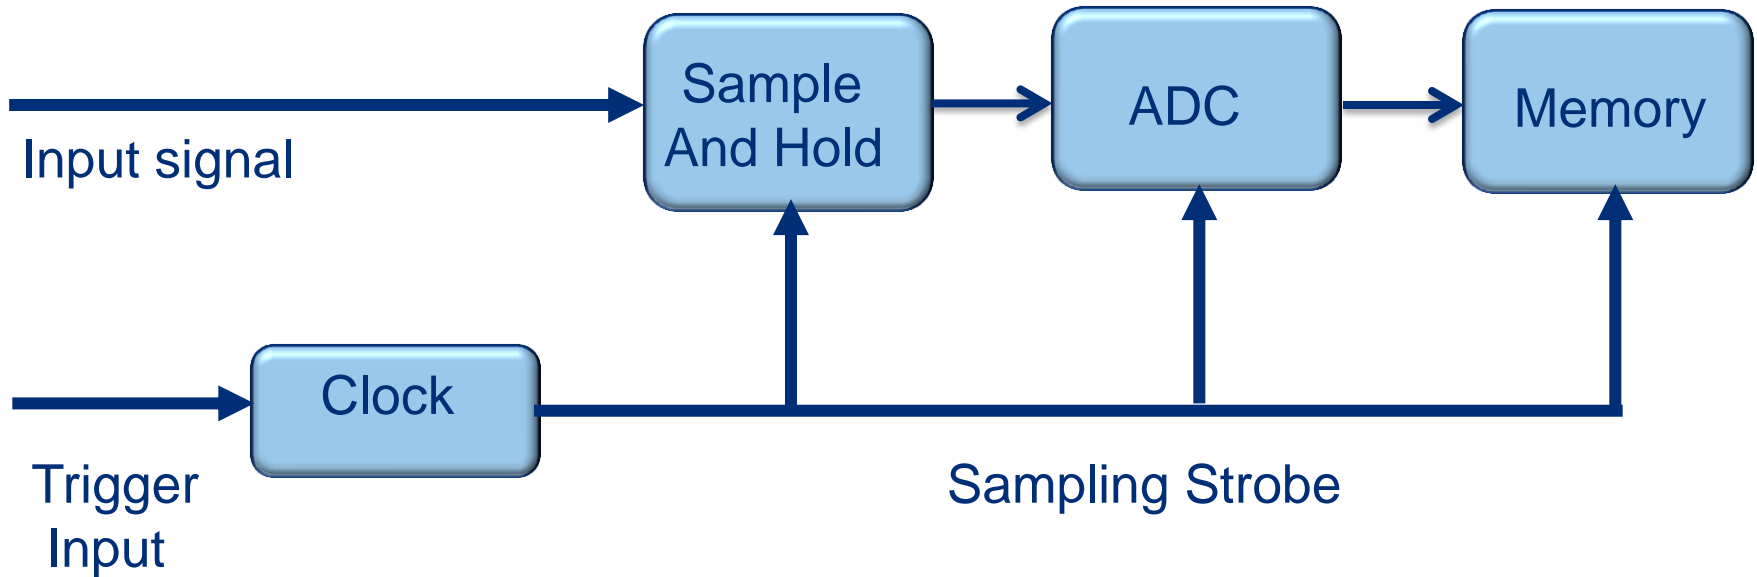 Sample
And Hold
ADC
Memory
Input signal
Clock
Trigger
Input
Sampling Strobe